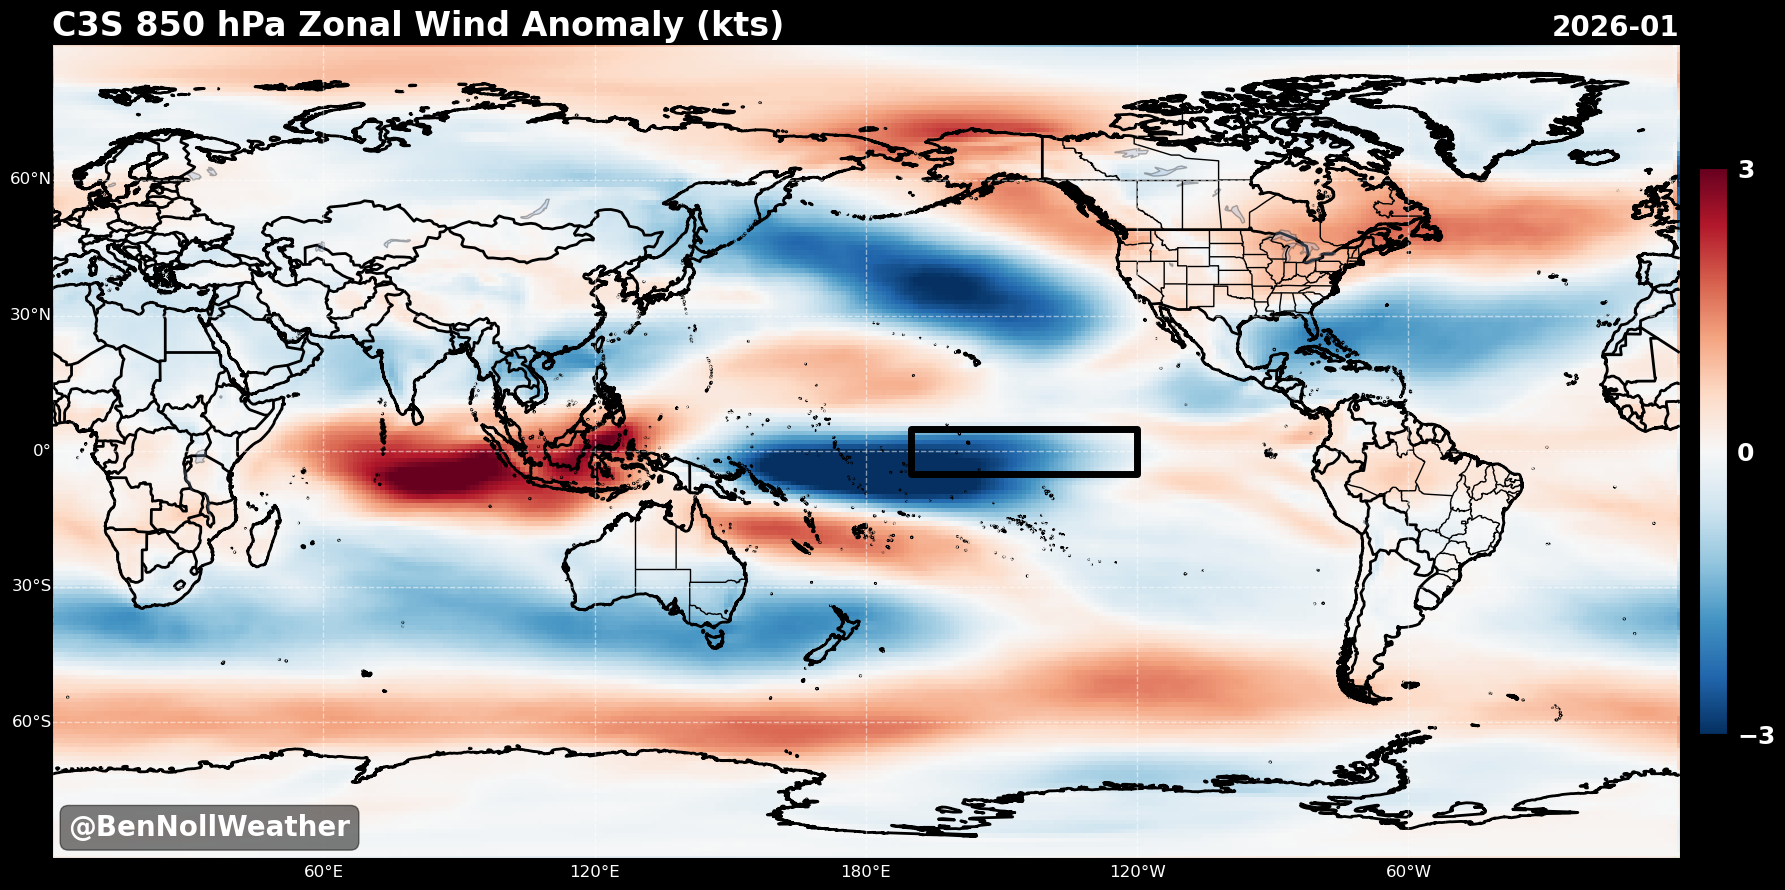 C3S 850 hPa Zonal Wind Anomaly (kts)
2026-01
60°N
30°N
0°
30°S
60°S
60°E
120°E
180°E
120°W
60°W
3
0
−3
@BenNollWeather